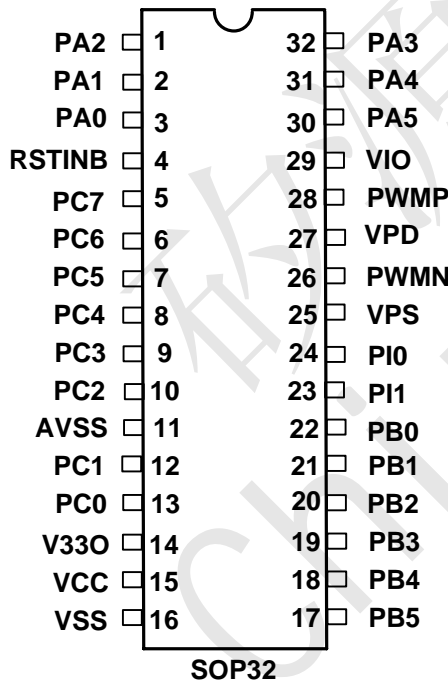 PA2 1 32 PA3
PA1 2 31 PA4
PA0 3 30 PA5
RSTINB 4 29 VIO
PC7 5 28 PWMP
PC6 6 27 VPD
PC5 7 26 PWMN
PC4 8 25 VPS
PC3 9 24 PI0
PC2 10 23 PI1
AVSS 11 22 PB0
PC1 12 21 PB1
PC0 13 20 PB2
V33O 14 19 PB3
VCC 15 18 PB4
VSS 16 17 PB5
SOP32